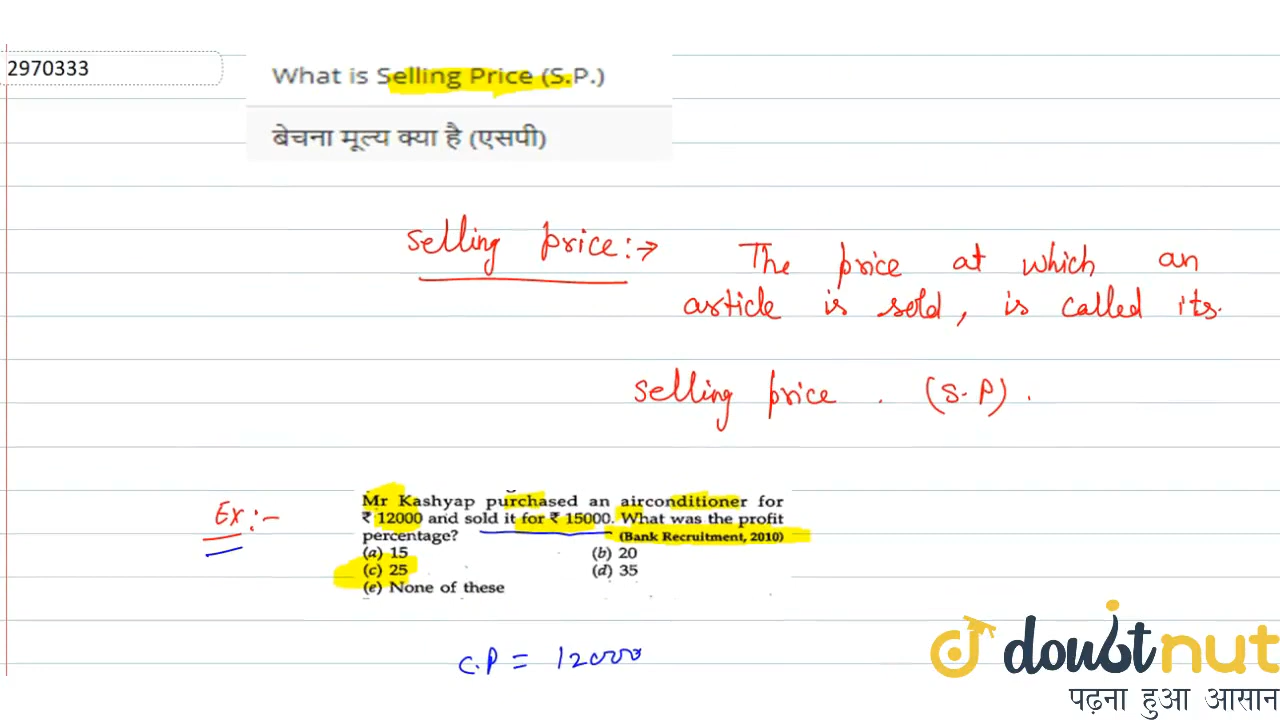 2970333
What is Selling Price (S.P.)
बेचना मूल्य क्या है (एसपी)
Selling price:→ The price at which an
article is sold, is called its.
Selling price . (S.P).
Ex:-
Mr Kashyap purchased an airconditioner for
₹ 12000 and sold it for ₹ 15000. What was the profit
percentage? (Bank Recruitment, 2010)
(a) 15 (b) 20
(c) 25 (d) 35
(e) None of these
C.P = 12000
doubtnut
पढ़ना हुआ आसान